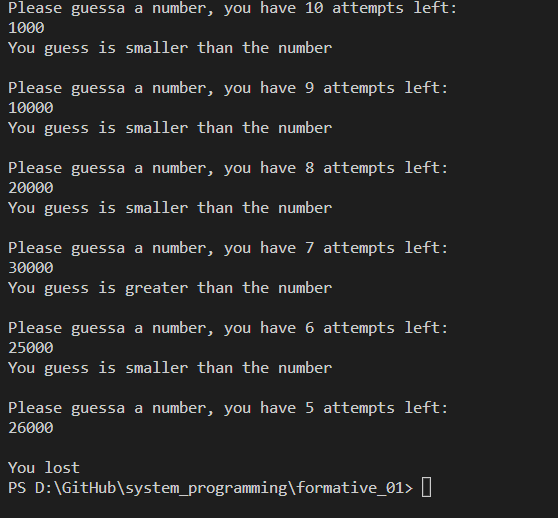 Please guessa a number, you have 10 attempts left:
1000
You guess is smaller than the number
Please guessa a number, you have 9 attempts left:
10000
You guess is smaller than the number
Please guessa a number, you have 8 attempts left:
20000
You guess is smaller than the number
Please guessa a number, you have 7 attempts left:
30000
You guess is greater than the number
Please guessa a number, you have 6 attempts left:
25000
You guess is smaller than the number
Please guessa a number, you have 5 attempts left:
26000
You lost
PS D:\GitHub\system_programming\formative_01>